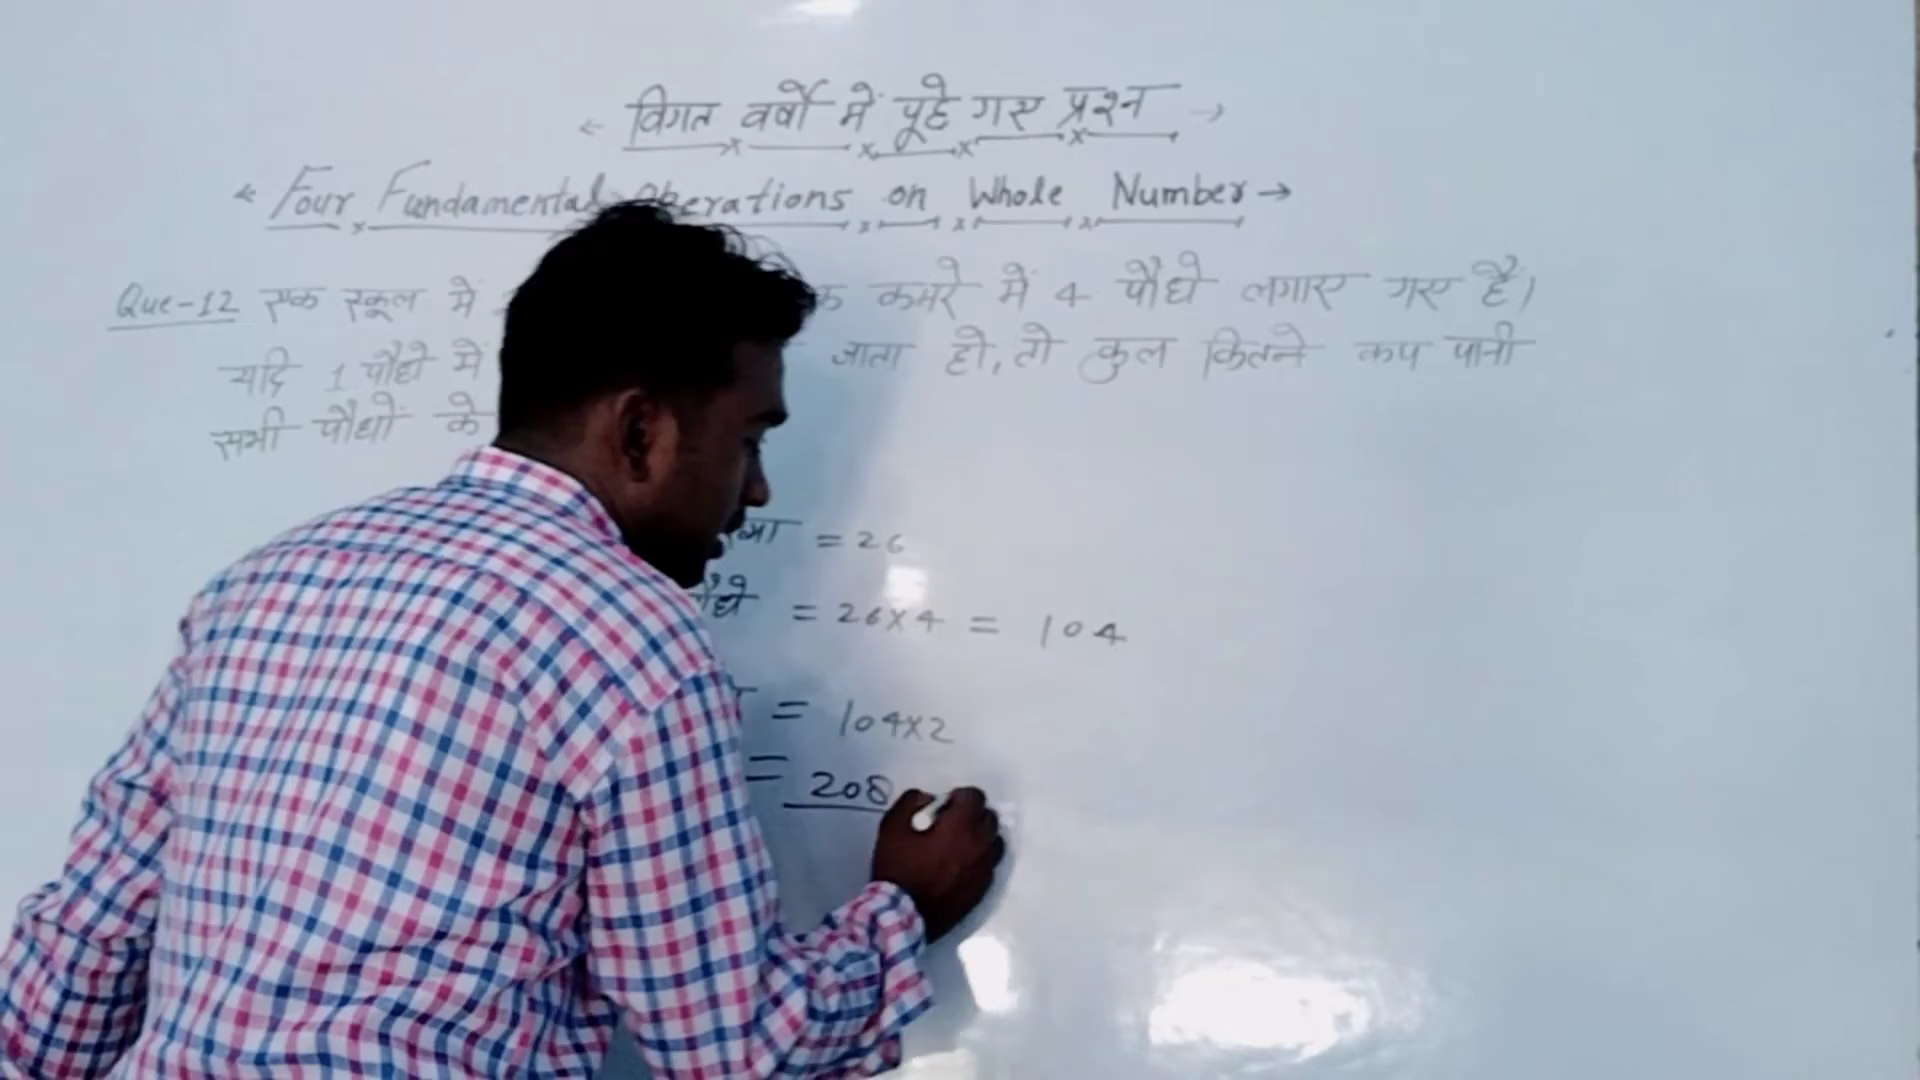 ← विगत वर्षो में पूछे गए प्रश्न →
← Four Fundamental Operations on Whole Number →
Que-12 एक स्कूल में कमरे में 4 पौधे लगाए गए है।
यदि 1 पौधे में जाता हो, तो कुल कितने कप पानी
सभी पौधों के
= 26
पौधे = 26×4 = 104
= 104×2
= 208